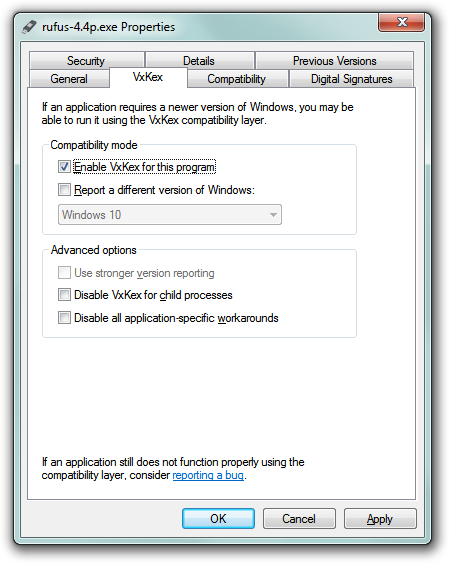 rufus-4.4p.exe Properties
Security Details Previous Versions
General VxKex Compatibility Digital Signatures
If an application requires a newer version of Windows, you may be
able to run it using the VxKex compatibility layer.
Compatibility mode
Enable VxKex for this program
Report a different version of Windows:
Windows 10
Advanced options
Use stronger version reporting
Disable VxKex for child processes
Disable all application-specific workarounds
If an application still does not function properly using the
compatibility layer, consider reporting a bug.
OK Cancel Apply